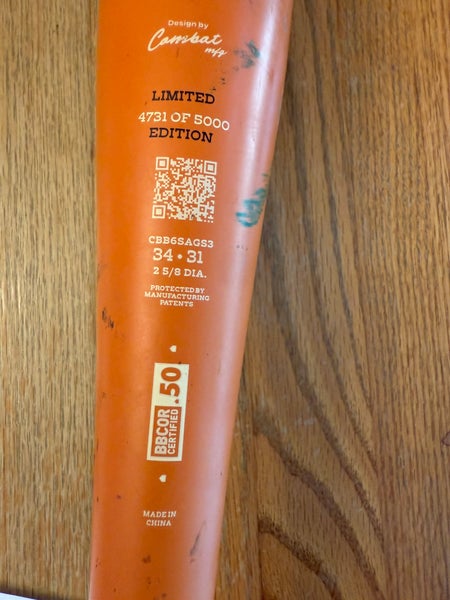 Design by
Combat
mfg
LIMITED
4731 OF 5000
EDITION
CBB6SAGS3
34 • 31
2 5/8 DIA.
PROTECTED BY
MANUFACTURING
PATENTS
BBCOR
CERTIFIED
.50
MADE IN
CHINA